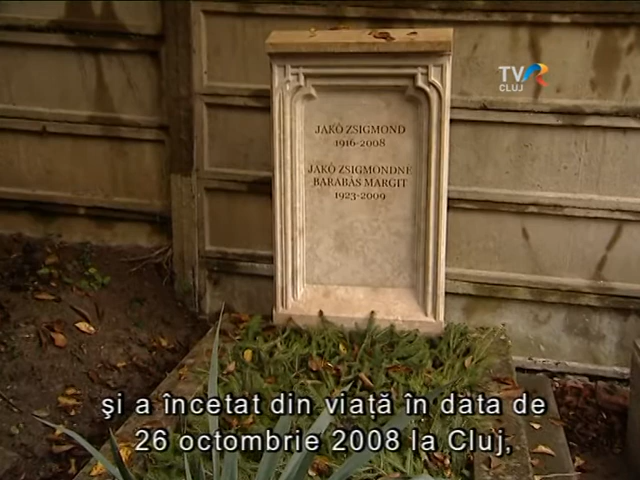 TVR
CLUJ
JAKÓ ZSIGMOND
1916-2008
JAKÓ ZSIGMONDNÉ
BARABÁS MARGIT
1923-2009
şi a încetat din viaţă în data de
26 octombrie 2008 la Cluj,